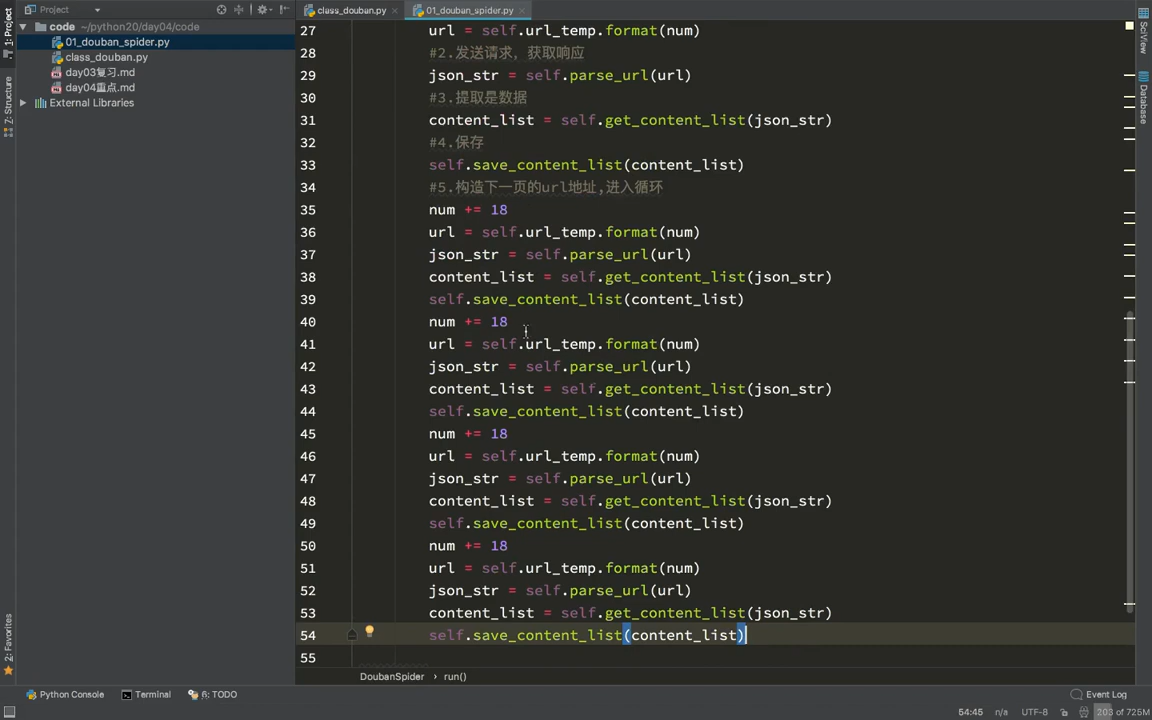 Project
class_douban.py
01_douban_spider.py
1: Project
Z: Structure
2: Favorites
code ~/python20/day04/code
01_douban_spider.py
class_douban.py
day03复习.md
day04重点.md
External Libraries
27 url = self.url_temp.format(num)
28 #2.发送请求，获取响应
29 json_str = self.parse_url(url)
30 #3.提取是数据
31 content_list = self.get_content_list(json_str)
32 #4.保存
33 self.save_content_list(content_list)
34 #5.构造下一页的url地址,进入循环
35 num += 18
36 url = self.url_temp.format(num)
37 json_str = self.parse_url(url)
38 content_list = self.get_content_list(json_str)
39 self.save_content_list(content_list)
40 num += 18
41 url = self.url_temp.format(num)
42 json_str = self.parse_url(url)
43 content_list = self.get_content_list(json_str)
44 self.save_content_list(content_list)
45 num += 18
46 url = self.url_temp.format(num)
47 json_str = self.parse_url(url)
48 content_list = self.get_content_list(json_str)
49 self.save_content_list(content_list)
50 num += 18
51 url = self.url_temp.format(num)
52 json_str = self.parse_url(url)
53 content_list = self.get_content_list(json_str)
54 self.save_content_list(content_list)
55
SciView
Database
DoubanSpider › run()
Python Console
Terminal
6: TODO
Event Log
54:45 n/a UTF-8 203 of 725M